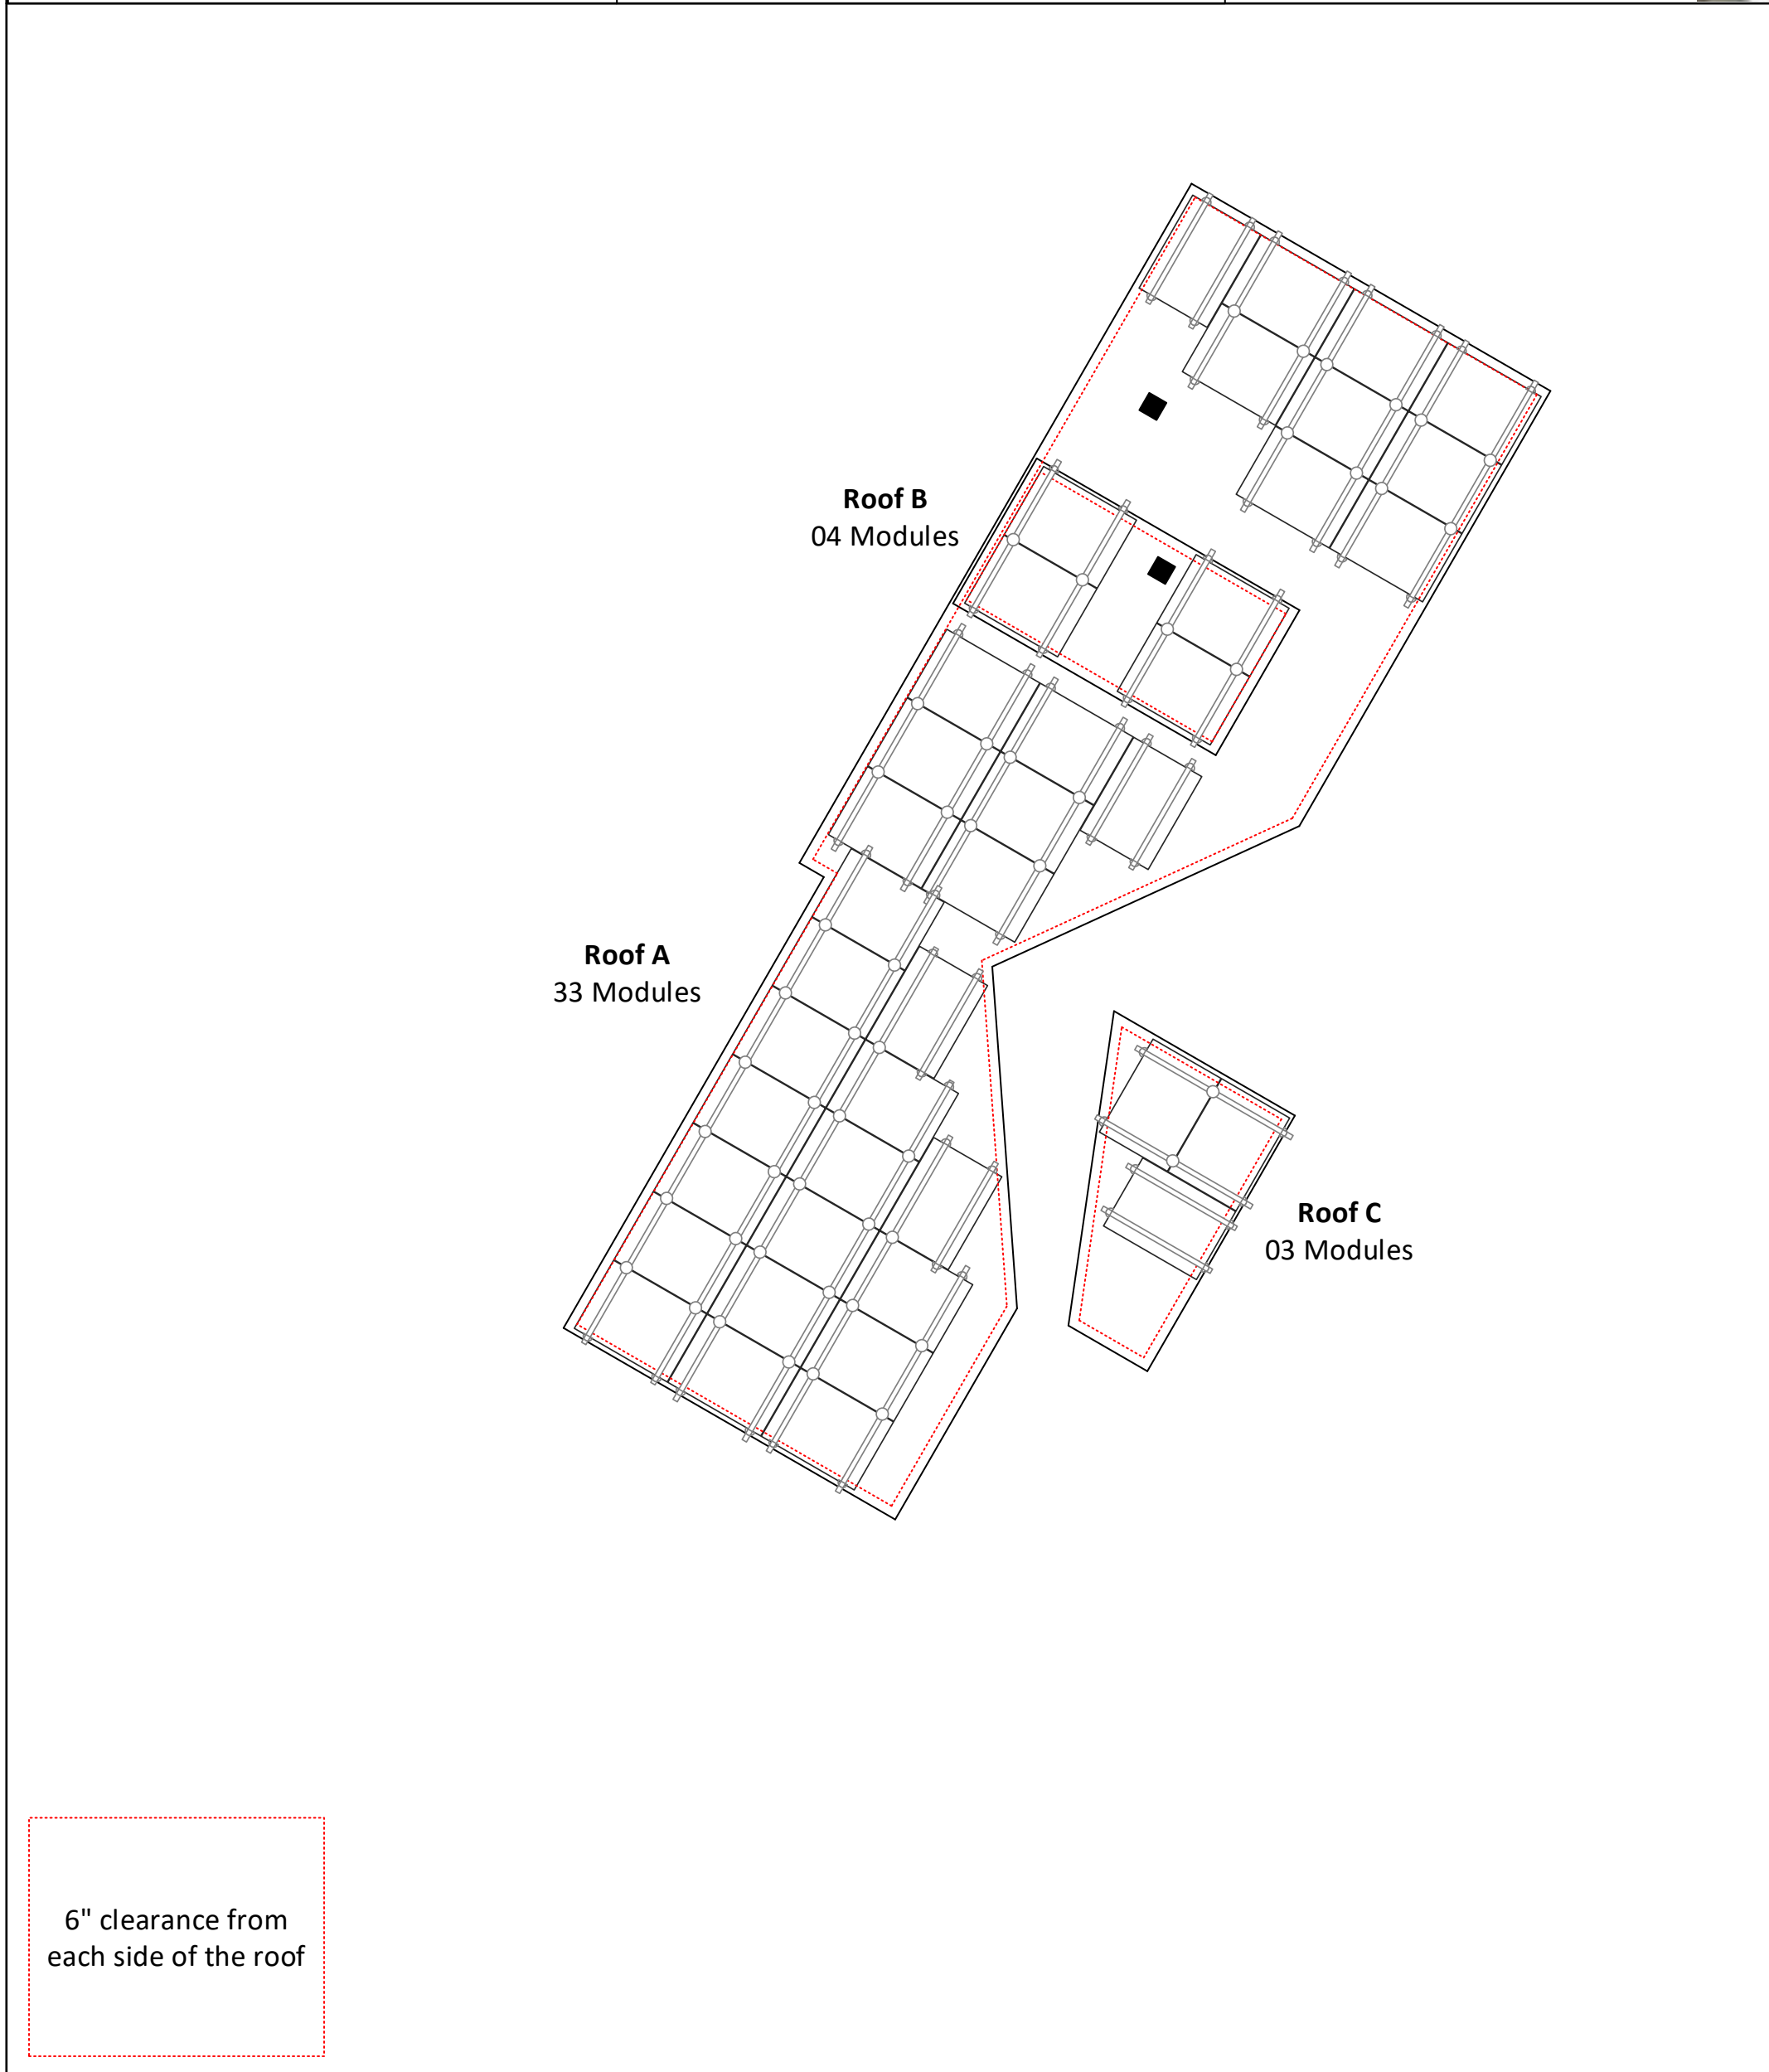 Roof B
04 Modules
Roof A
33 Modules
Roof C
03 Modules
6" clearance from
each side of the roof